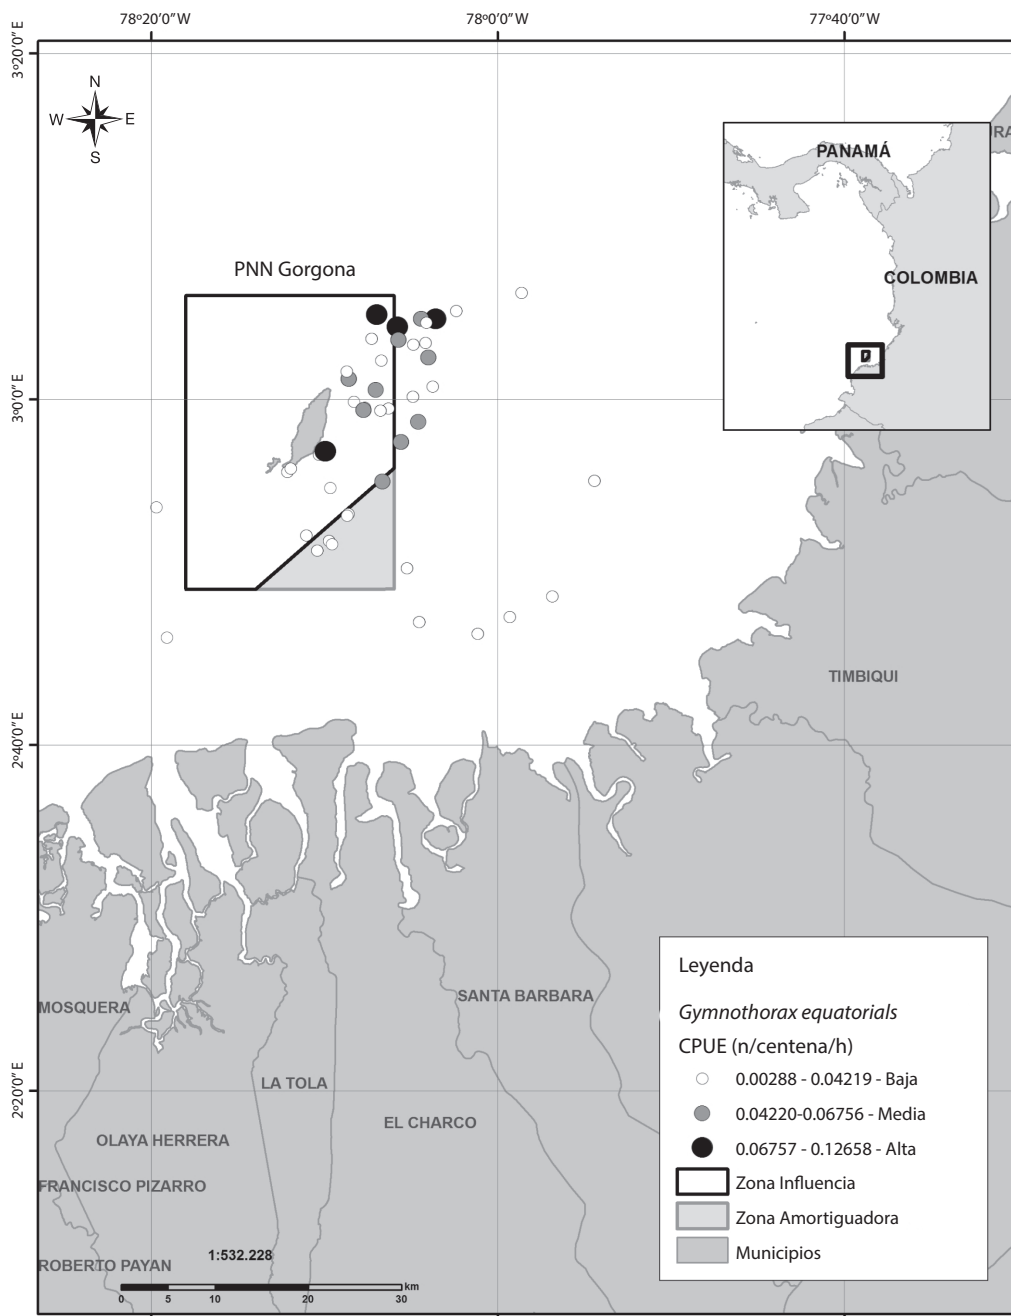 78°20'0"W
78°0'0"W
77°40'0"W
3°20'0"E
N
W
E
S
PANAMÁ
COLOMBIA
PNN Gorgona
3°0'0"E
TIMBIQUI
2°40'0"E
MOSQUERA
SANTA BARBARA
LA TOLA
2°20'0"E
OLAYA HERRERA
EL CHARCO
FRANCISCO PIZARRO
ROBERTO PAYAN
1:532.228
km
0 5 10 20 30
Leyenda
Gymnothorax equatorials
CPUE (n/centena/h)
0.00288 - 0.04219 - Baja
0.04220-0.06756 - Media
0.06757 - 0.12658 - Alta
Zona Influencia
Zona Amortiguadora
Municipios